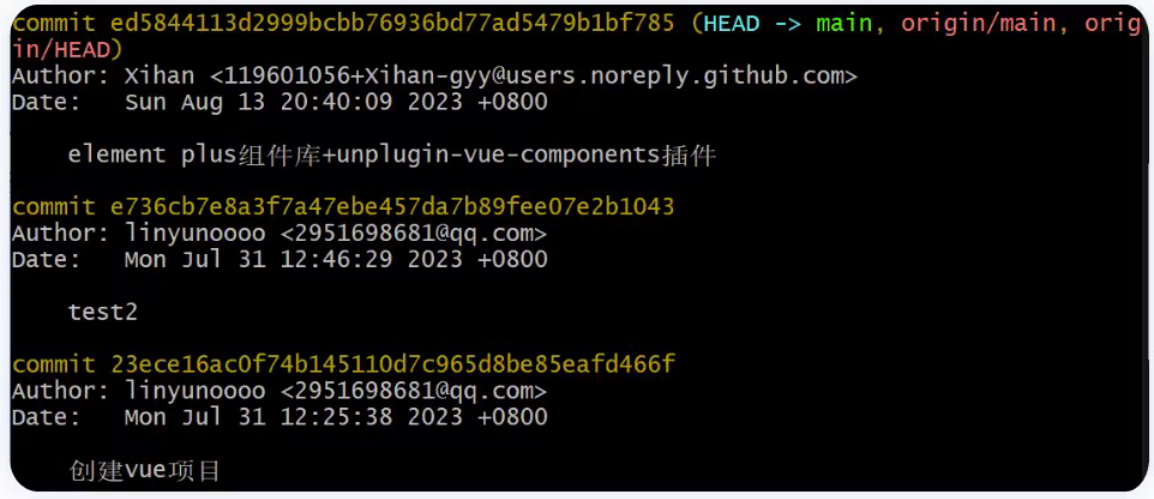 commit ed5844113d2999bcbb76936bd77ad5479b1bf785 (HEAD -> main, origin/main, orig
in/HEAD)
Author: Xihan <119601056+Xihan-gyy@users.noreply.github.com>
Date:   Sun Aug 13 20:40:09 2023 +0800
element plus组件库+unplugin-vue-components插件
commit e736cb7e8a3f7a47ebe457da7b89fee07e2b1043
Author: linyunoooo <2951698681@qq.com>
Date:   Mon Jul 31 12:46:29 2023 +0800
test2
commit 23ece16ac0f74b145110d7c965d8be85eafd466f
Author: linyunoooo <2951698681@qq.com>
Date:   Mon Jul 31 12:25:38 2023 +0800
创建vue项目